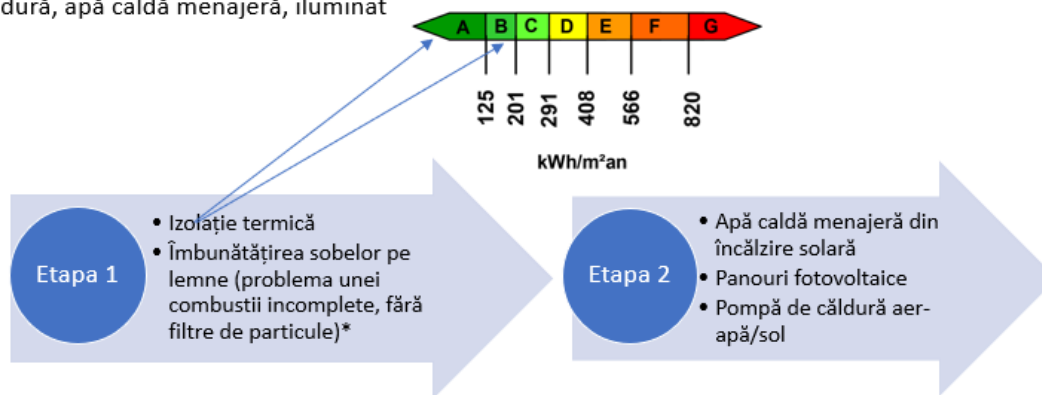 dură, apă caldă menajeră, iluminat
A B C D E F G
125 201 291 408 566 820
kWh/m²an
Etapa 1
• Izolație termică
• Îmbunătățirea sobelor pe
lemne (problema unei
combustii incomplete, fără
filtre de particule)*
Etapa 2
• Apă caldă menajeră din
încălzire solară
• Panouri fotovoltaice
• Pompă de căldură aer-
apă/sol